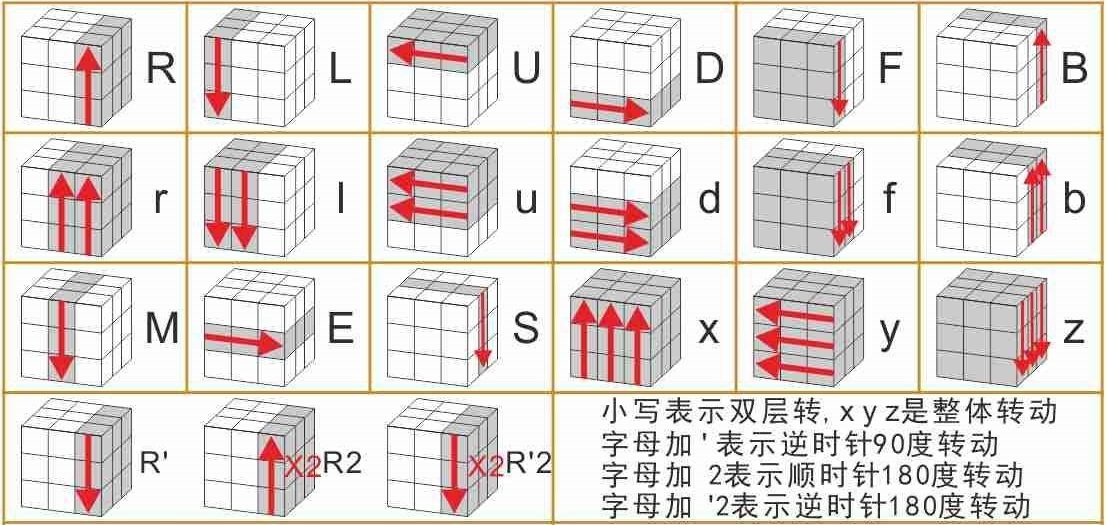 R L U D F B
r l u d f b
M E S x y z
R' X2 R2 X2 R'2
小写表示双层转, x y z是整体转动
字母加 ' 表示逆时针90度转动
字母加 2表示顺时针180度转动
字母加 '2表示逆时针180度转动